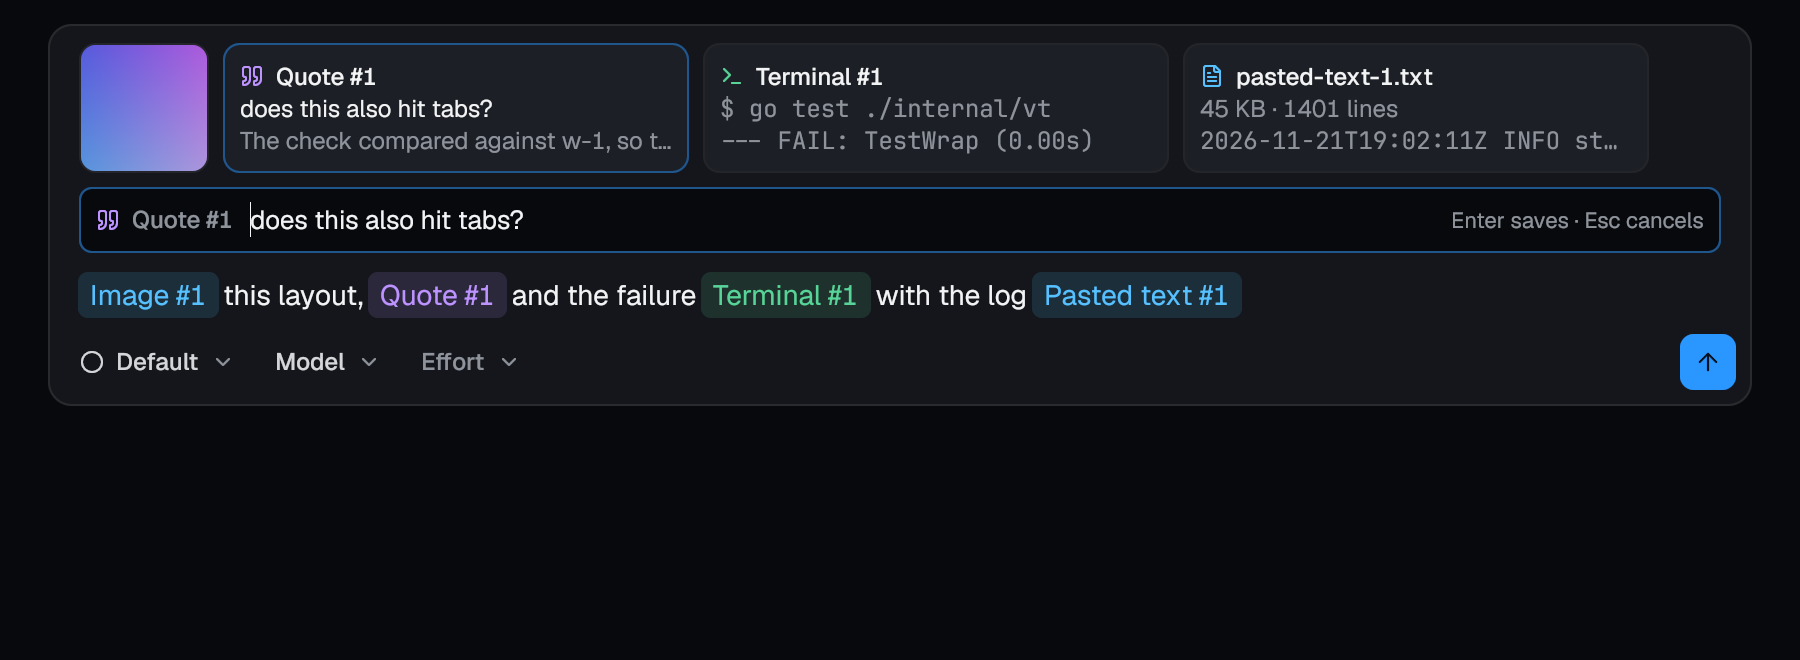 Quote #1
does this also hit tabs?
The check compared against w-1, so t…
Terminal #1
$ go test ./internal/vt
--- FAIL: TestWrap (0.00s)
pasted-text-1.txt
45 KB · 1401 lines
2026-11-21T19:02:11Z INFO st…
Quote #1 does this also hit tabs? Enter saves · Esc cancels
Image #1 this layout, Quote #1 and the failure Terminal #1 with the log Pasted text #1
Default Model Effort